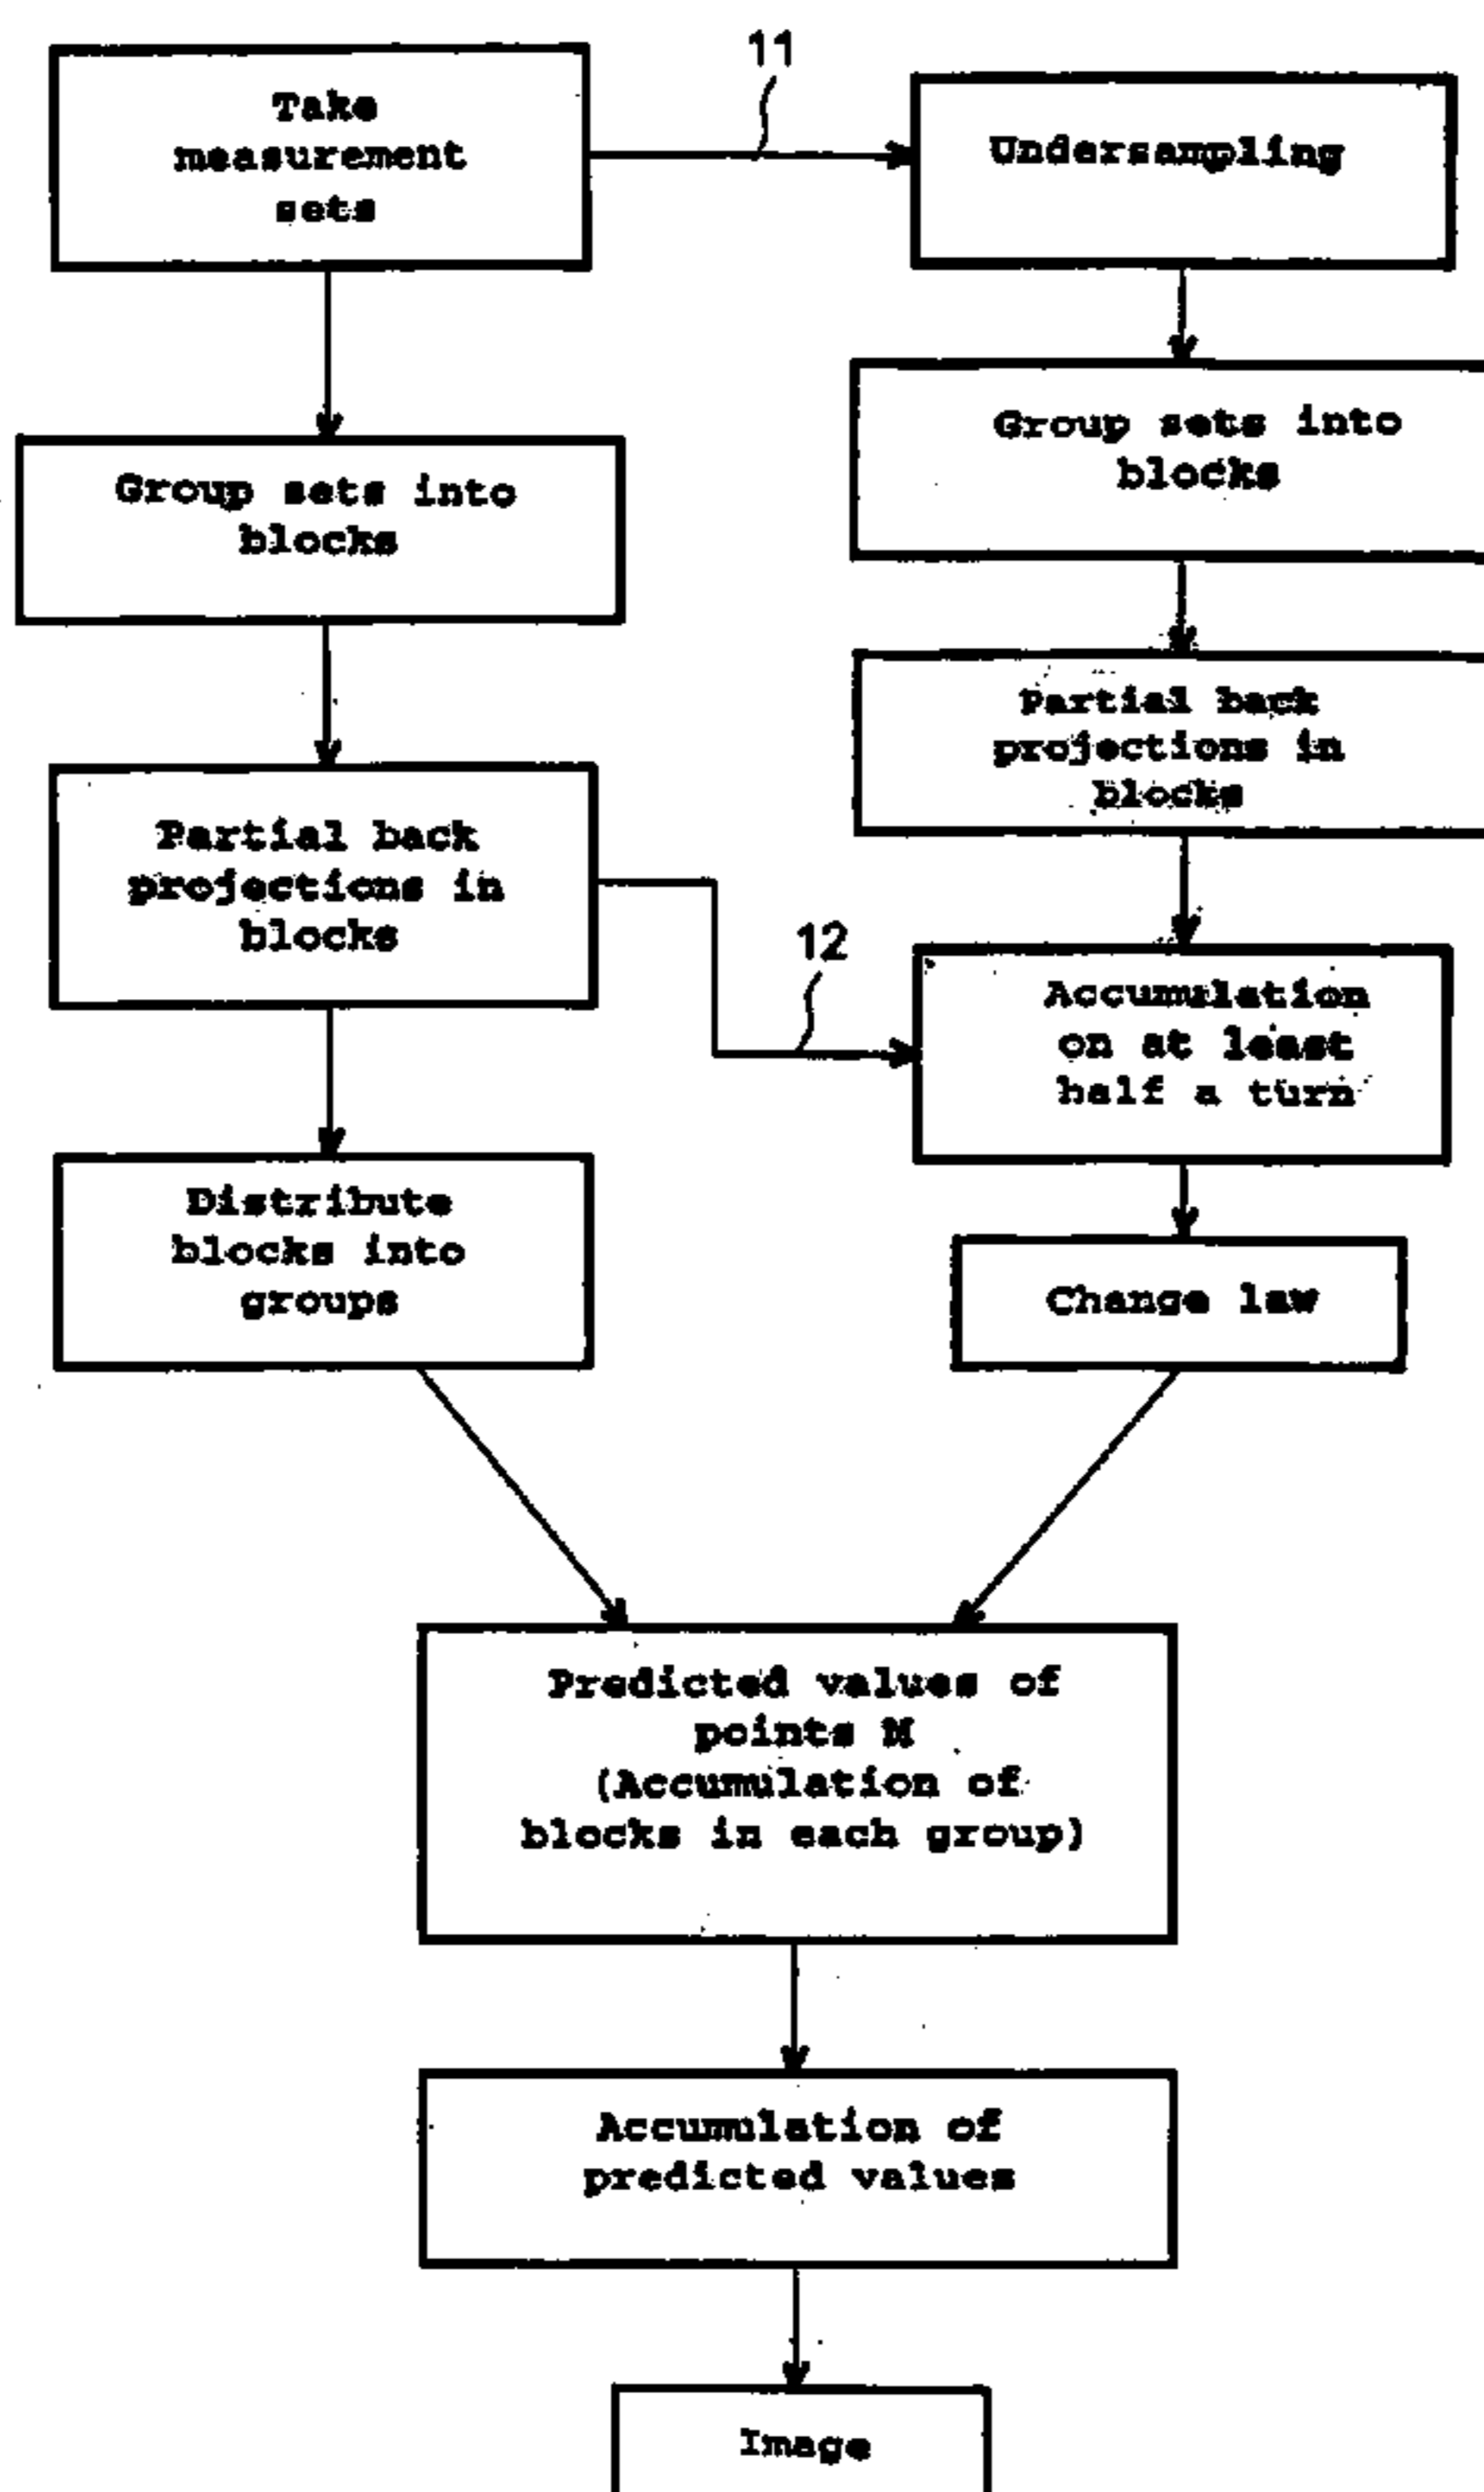 11
Take
measurement
sets
Undersampling
Group sets into
blocks
Group sets into
blocks
Partial back
projections in
blocks
Partial back
projections in
blocks
12
Accumulation
on at least
half a turn
Distribute
blocks into
groups
Change law
Predicted values of
points M
(Accumulation of
blocks in each group)
Accumulation of
predicted values
Image